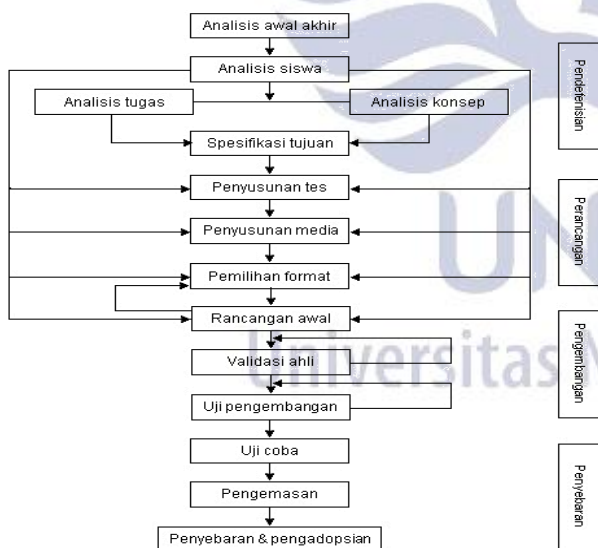 Analisis awal akhir
Analisis siswa
Analisis tugas
Analisis konsep
Spesifikasi tujuan
Penyusunan tes
Penyusunan media
Pemilihan format
Rancangan awal
Validasi ahli
Uji pengembangan
Uji coba
Pengemasan
Penyebaran & pengadopsian
Pendefenisian
Perancangan
Pengembangan
Penyebaran
UN
Universitas N